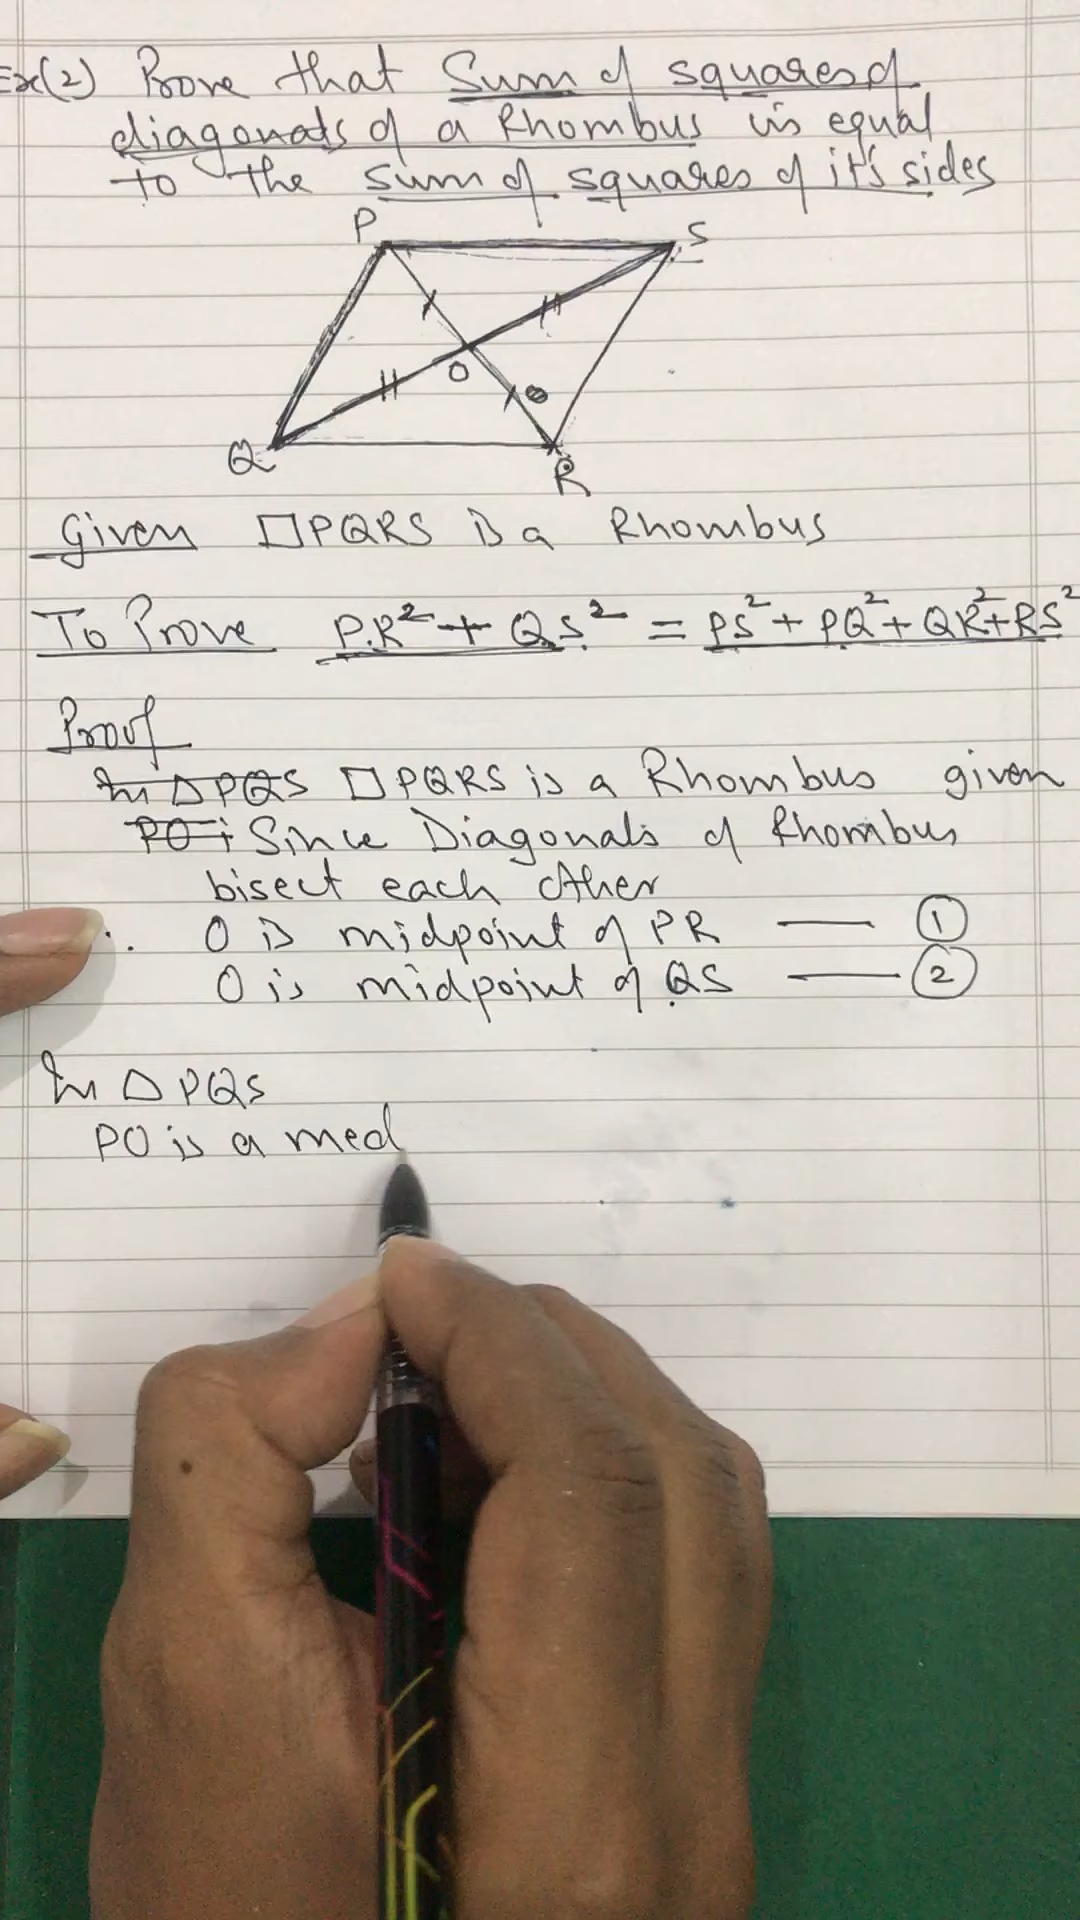 Ex(2) Prove that Sum of squares of
diagonals of a Rhombus is equal
to the sum of squares of it's sides
P S
O
Q R
Given □PQRS is a Rhombus
To Prove PR² + QS² = PS² + PQ² + QR² + RS²
Proof
In △PQS □PQRS is a Rhombus given
PO is Since Diagonals of Rhombus
bisect each other
∴ O is midpoint of PR — ①
O is midpoint of QS — ②
In △PQS
PO is a med